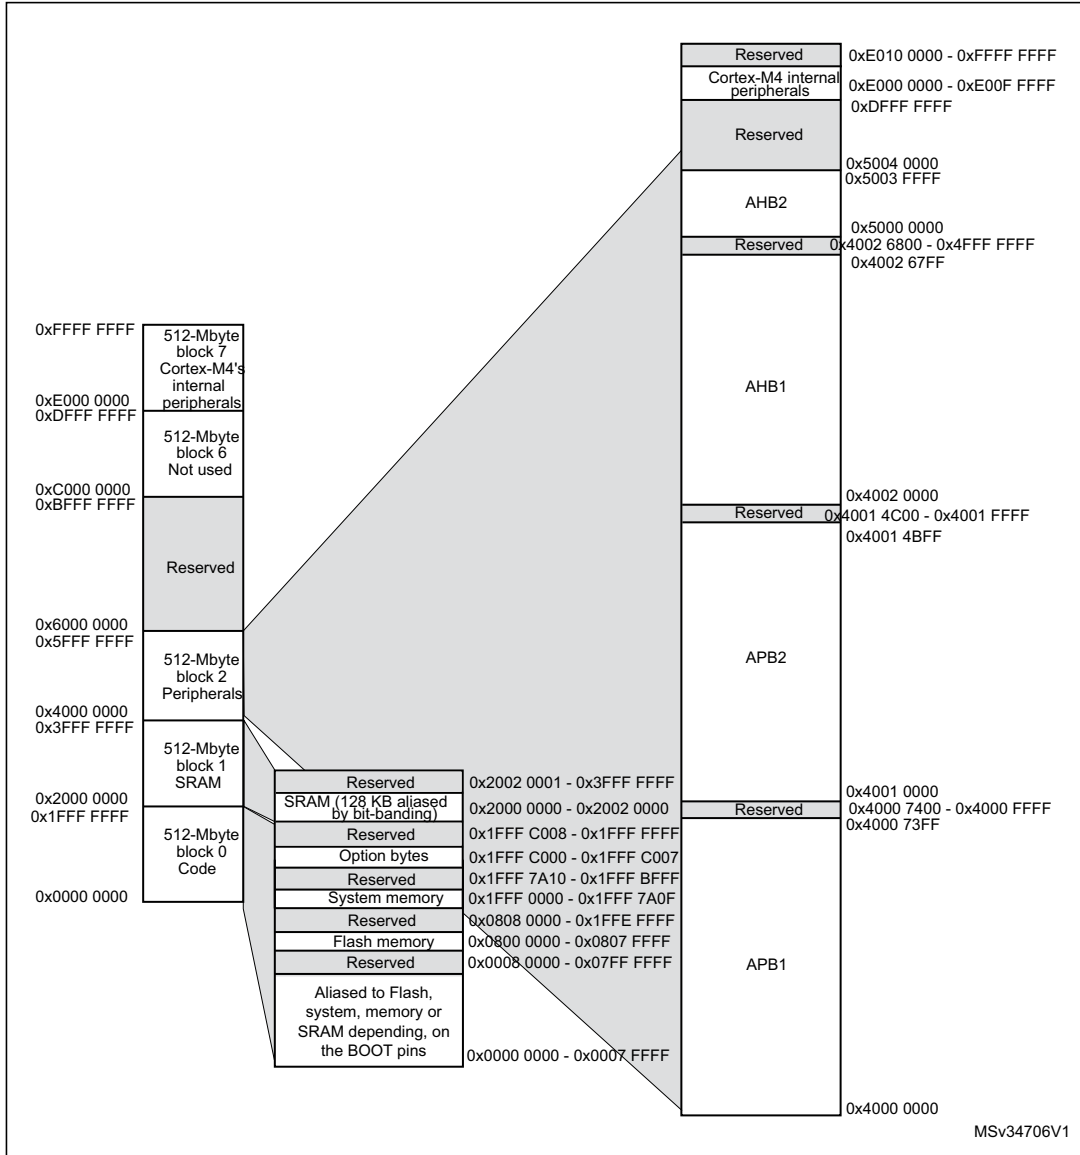 0xFFFF FFFF
512-Mbyte
block 7
Cortex-M4's
internal
peripherals
0xE000 0000
0xDFFF FFFF
512-Mbyte
block 6
Not used
0xC000 0000
0xBFFF FFFF
Reserved
0x6000 0000
0x5FFF FFFF
512-Mbyte
block 2
Peripherals
0x4000 0000
0x3FFF FFFF
512-Mbyte
block 1
SRAM
0x2000 0000
0x1FFF FFFF
512-Mbyte
block 0
Code
0x0000 0000
Reserved 0x2002 0001 - 0x3FFF FFFF
SRAM (128 KB aliased
by bit-banding)
0x2000 0000 - 0x2002 0000
Reserved 0x1FFF C008 - 0x1FFF FFFF
Option bytes 0x1FFF C000 - 0x1FFF C007
Reserved 0x1FFF 7A10 - 0x1FFF BFFF
System memory 0x1FFF 0000 - 0x1FFF 7A0F
Reserved 0x0808 0000 - 0x1FFE FFFF
Flash memory 0x0800 0000 - 0x0807 FFFF
Reserved 0x0008 0000 - 0x07FF FFFF
Aliased to Flash,
system, memory or
SRAM depending, on
the BOOT pins
0x0000 0000 - 0x0007 FFFF
Reserved 0xE010 0000 - 0xFFFF FFFF
Cortex-M4 internal
peripherals
0xE000 0000 - 0xE00F FFFF
0xDFFF FFFF
Reserved
0x5004 0000
0x5003 FFFF
AHB2
0x5000 0000
Reserved 0x4002 6800 - 0x4FFF FFFF
0x4002 67FF
AHB1
0x4002 0000
Reserved 0x4001 4C00 - 0x4001 FFFF
0x4001 4BFF
APB2
0x4001 0000
Reserved 0x4000 7400 - 0x4000 FFFF
0x4000 73FF
APB1
0x4000 0000
MSv34706V1